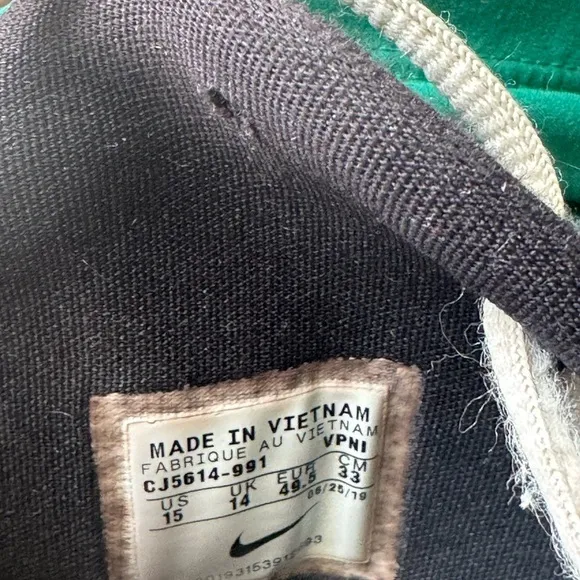 MADE IN VIETNAM
FABRIQUE AU VIETNAM
CJ5614-991 VPNI
US UK EUR CM
15 14 49.5 33
06/25/19